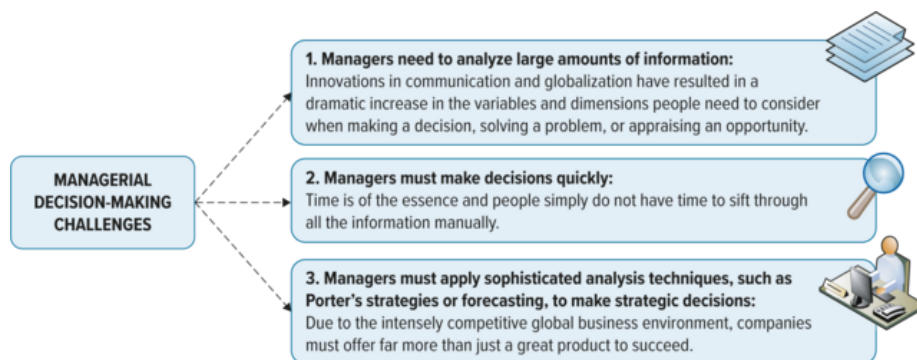 MANAGERIAL
DECISION-MAKING
CHALLENGES
1. Managers need to analyze large amounts of information:
Innovations in communication and globalization have resulted in a
dramatic increase in the variables and dimensions people need to consider
when making a decision, solving a problem, or appraising an opportunity.
2. Managers must make decisions quickly:
Time is of the essence and people simply do not have time to sift through
all the information manually.
3. Managers must apply sophisticated analysis techniques, such as
Porter's strategies or forecasting, to make strategic decisions:
Due to the intensely competitive global business environment, companies
must offer far more than just a great product to succeed.